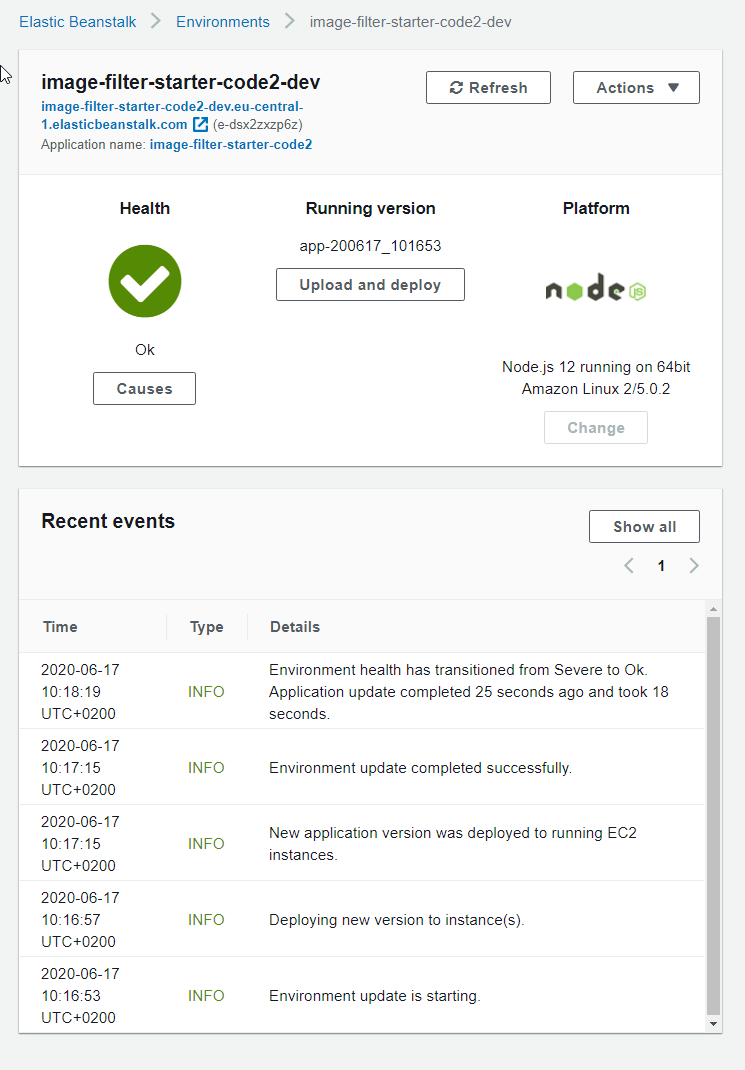 Elastic Beanstalk > Environments > image-filter-starter-code2-dev
image-filter-starter-code2-dev
Refresh
Actions ▼
image-filter-starter-code2-dev.eu-central-
1.elasticbeanstalk.com (e-dsx2zxzp6z)
Application name: image-filter-starter-code2
Health
Running version
Platform
app-200617_101653
Upload and deploy
node JS
Ok
Causes
Node.js 12 running on 64bit
Amazon Linux 2/5.0.2
Change
Recent events
Show all
< 1 >
Time Type Details
2020-06-17
10:18:19
UTC+0200
INFO
Environment health has transitioned from Severe to Ok.
Application update completed 25 seconds ago and took 18
seconds.
2020-06-17
10:17:15
UTC+0200
INFO
Environment update completed successfully.
2020-06-17
10:17:15
UTC+0200
INFO
New application version was deployed to running EC2
instances.
2020-06-17
10:16:57
UTC+0200
INFO
Deploying new version to instance(s).
2020-06-17
10:16:53
UTC+0200
INFO
Environment update is starting.